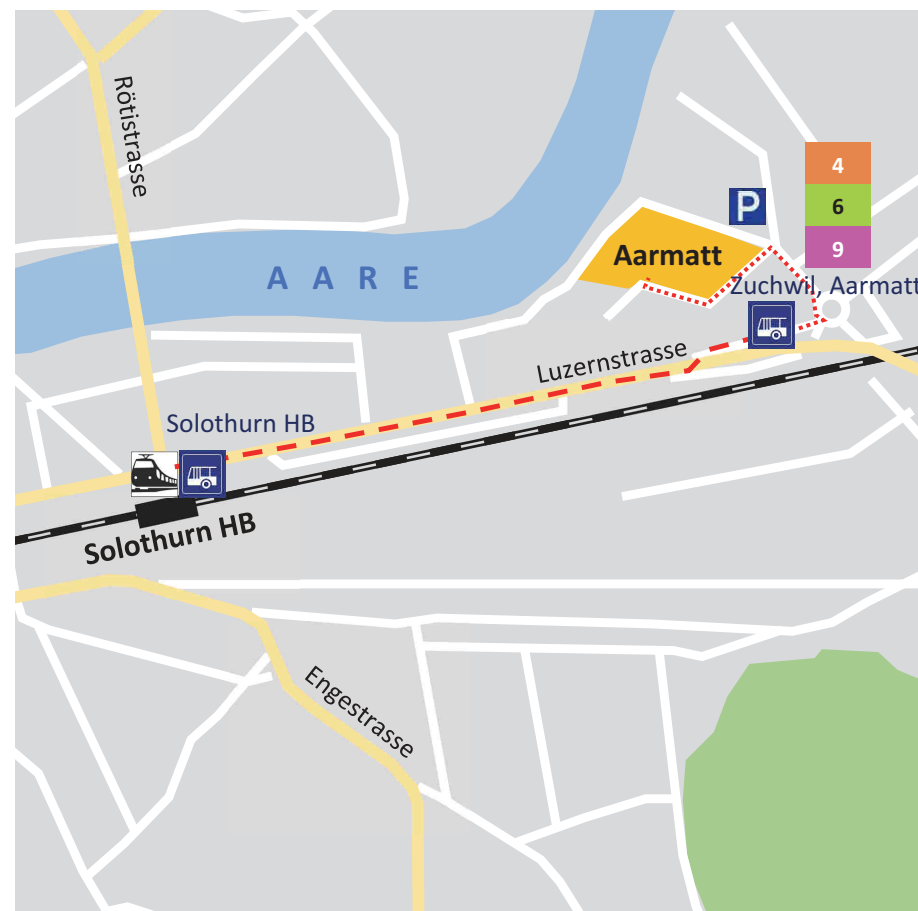 Rötistrasse
4
P
6
9
Aarmatt
A A R E
Zuchwil, Aarmatt
Luzernstrasse
Solothurn HB
Solothurn HB
Engestrasse